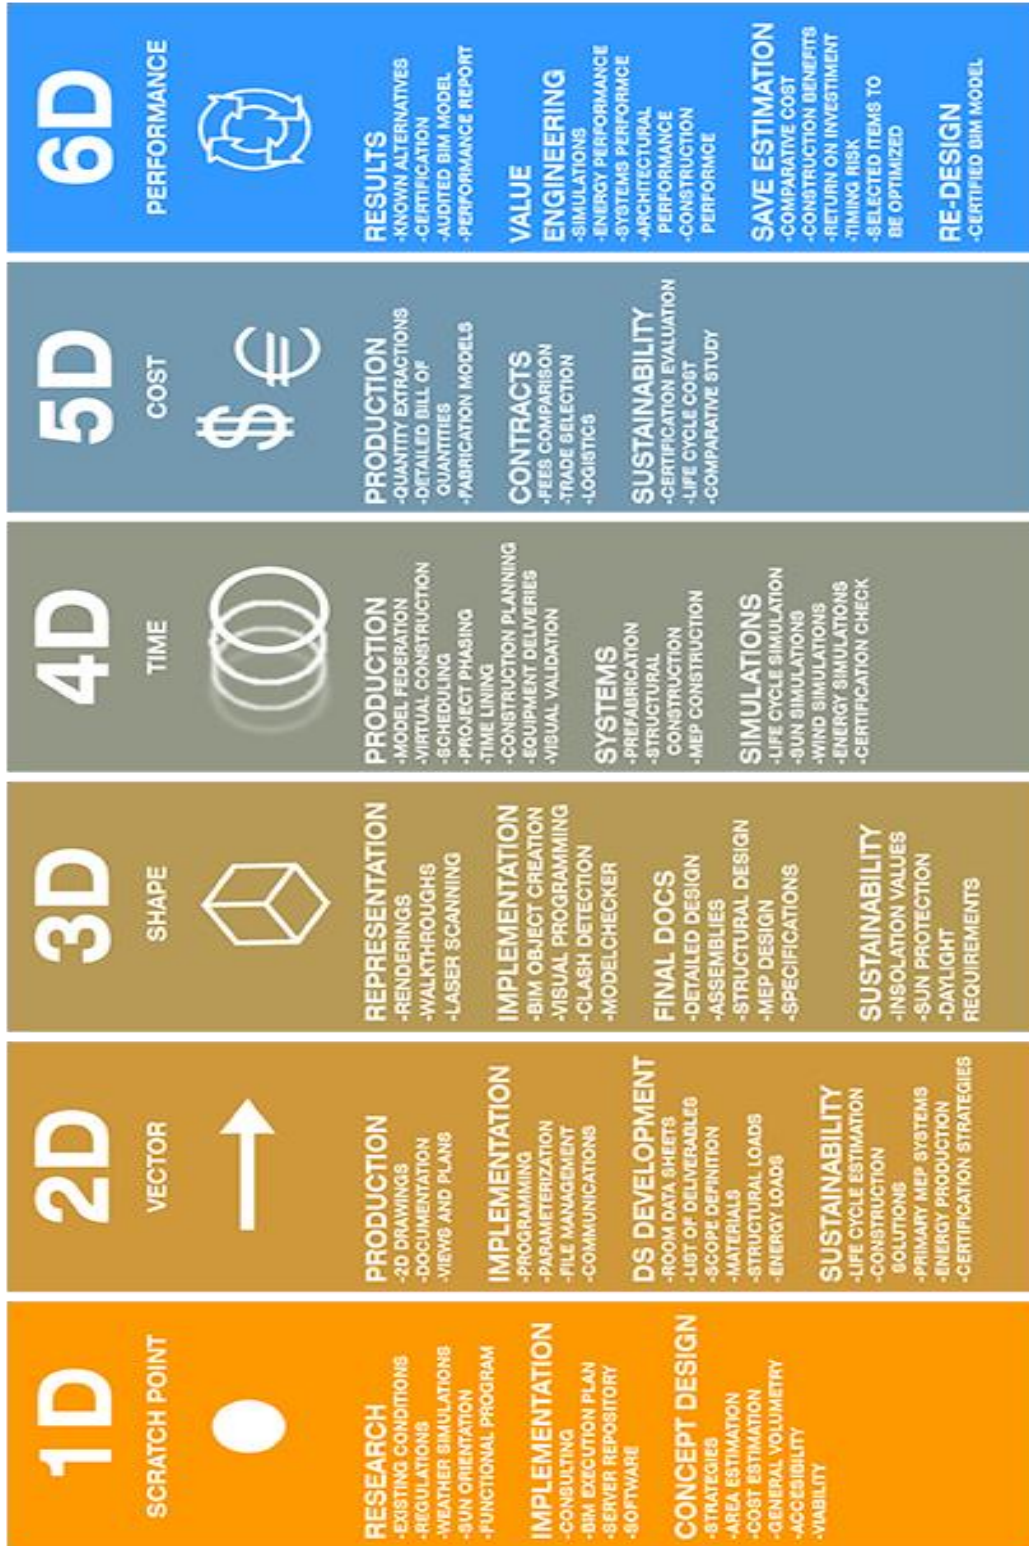 1D
SCRATCH POINT
RESEARCH
-EXISTING CONDITIONS
-REGULATIONS
-WEATHER SIMULATIONS
-SUN ORIENTATION
-FUNCTIONAL PROGRAM
IMPLEMENTATION
-CONSULTING
-BIM EXECUTION PLAN
-SERVER REPOSITORY
-SOFTWARE
CONCEPT DESIGN
-STRATEGIES
-AREA ESTIMATION
-COST ESTIMATION
-GENERAL VOLUMETRY
-ACCESIBILITY
-VIABILITY
2D
VECTOR
PRODUCTION
-2D DRAWINGS
-DOCUMENTATION
-VIEWS AND PLANS
IMPLEMENTATION
-PROGRAMMING
-PARAMETERIZATION
-FILE MANAGEMENT
-COMMUNICATIONS
DS DEVELOPMENT
-ROOM DATA SHEETS
-LIST OF DELIVERABLES
-SCOPE DEFINITION
-MATERIALS
-STRUCTURAL LOADS
-ENERGY LOADS
SUSTAINABILITY
-LIFE CYCLE ESTIMATION
-CONSTRUCTION
SOLUTIONS
-PRIMARY MEP SYSTEMS
-ENERGY PRODUCTION
-CERTIFICATION STRATEGIES
3D
SHAPE
REPRESENTATION
-RENDERINGS
-WALKTHROUGHS
-LASER SCANNING
IMPLEMENTATION
-BIM OBJECT CREATION
-VISUAL PROGRAMMING
-CLASH DETECTION
-MODELCHECKER
FINAL DOCS
-DETAILED DESIGN
-ASSEMBLIES
-STRUCTURAL DESIGN
-MEP DESIGN
-SPECIFICATIONS
SUSTAINABILITY
-INSOLATION VALUES
-SUN PROTECTION
-DAYLIGHT
REQUIREMENTS
4D
TIME
PRODUCTION
-MODEL FEDERATION
-VIRTUAL CONSTRUCTION
-SCHEDULING
-PROJECT PHASING
-TIME LINING
-CONSTRUCTION PLANNING
-EQUIPMENT DELIVERIES
-VISUAL VALIDATION
SYSTEMS
-PREFABRICATION
-STRUCTURAL
CONSTRUCTION
-MEP CONSTRUCTION
SIMULATIONS
-LIFE CYCLE SIMULATION
-SUN SIMULATIONS
-WIND SIMULATIONS
-ENERGY SIMULATIONS
-CERTIFICATION CHECK
5D
COST
$ €
PRODUCTION
-QUANTITY EXTRACTIONS
-DETAILED BILL OF
QUANTITIES
-FABRICATION MODELS
CONTRACTS
-FEES COMPARISON
-TRADE SELECTION
-LOGISTICS
SUSTAINABILITY
-CERTIFICATION EVALUATION
-LIFE CYCLE COST
-COMPARATIVE STUDY
6D
PERFORMANCE
RESULTS
-KNOWN ALTERNATIVES
-CERTIFICATION
-AUDITED BIM MODEL
-PERFORMANCE REPORT
VALUE
ENGINEERING
-SIMULATIONS
-ENERGY PERFORMANCE
-SYSTEMS PERFORMCE
-ARCHITECTURAL
PERFORMANCE
-CONSTRUCTION
PERFORMCE
SAVE ESTIMATION
-COMPARATIVE COST
-CONSTRUCTION BENEFITS
-RETURN ON INVESTIMENT
-TIMING RISK
-SELECTED ITEMS TO
BE OPTIMIZED
RE-DESIGN
-CERTIFIED BIM MODEL